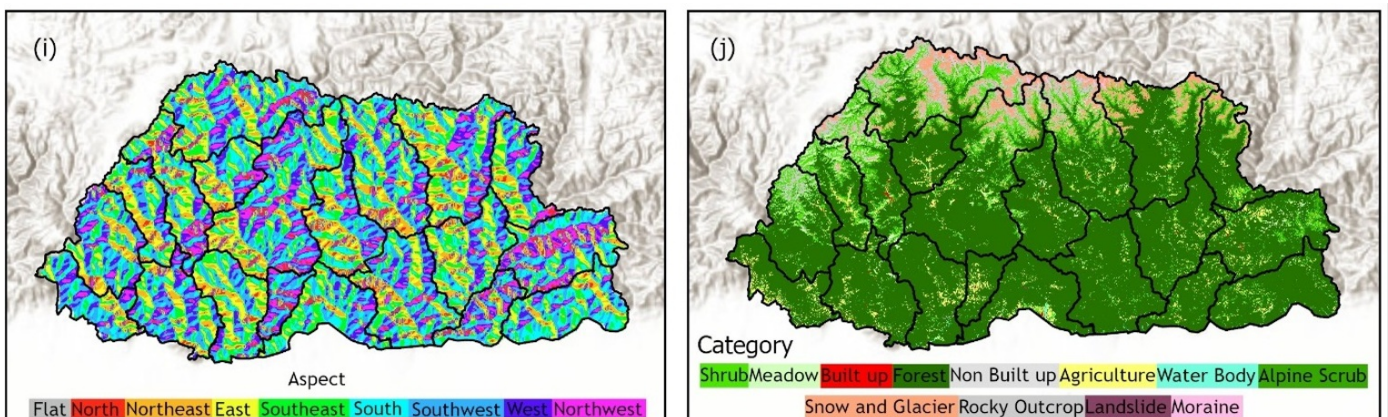 (i)
(j)
Aspect
Flat North Northeast East Southeast South Southwest West Northwest
Category
Shrub Meadow Built up Forest Non Built up Agriculture Water Body Alpine Scrub
Snow and Glacier Rocky Outcrop Landslide Moraine